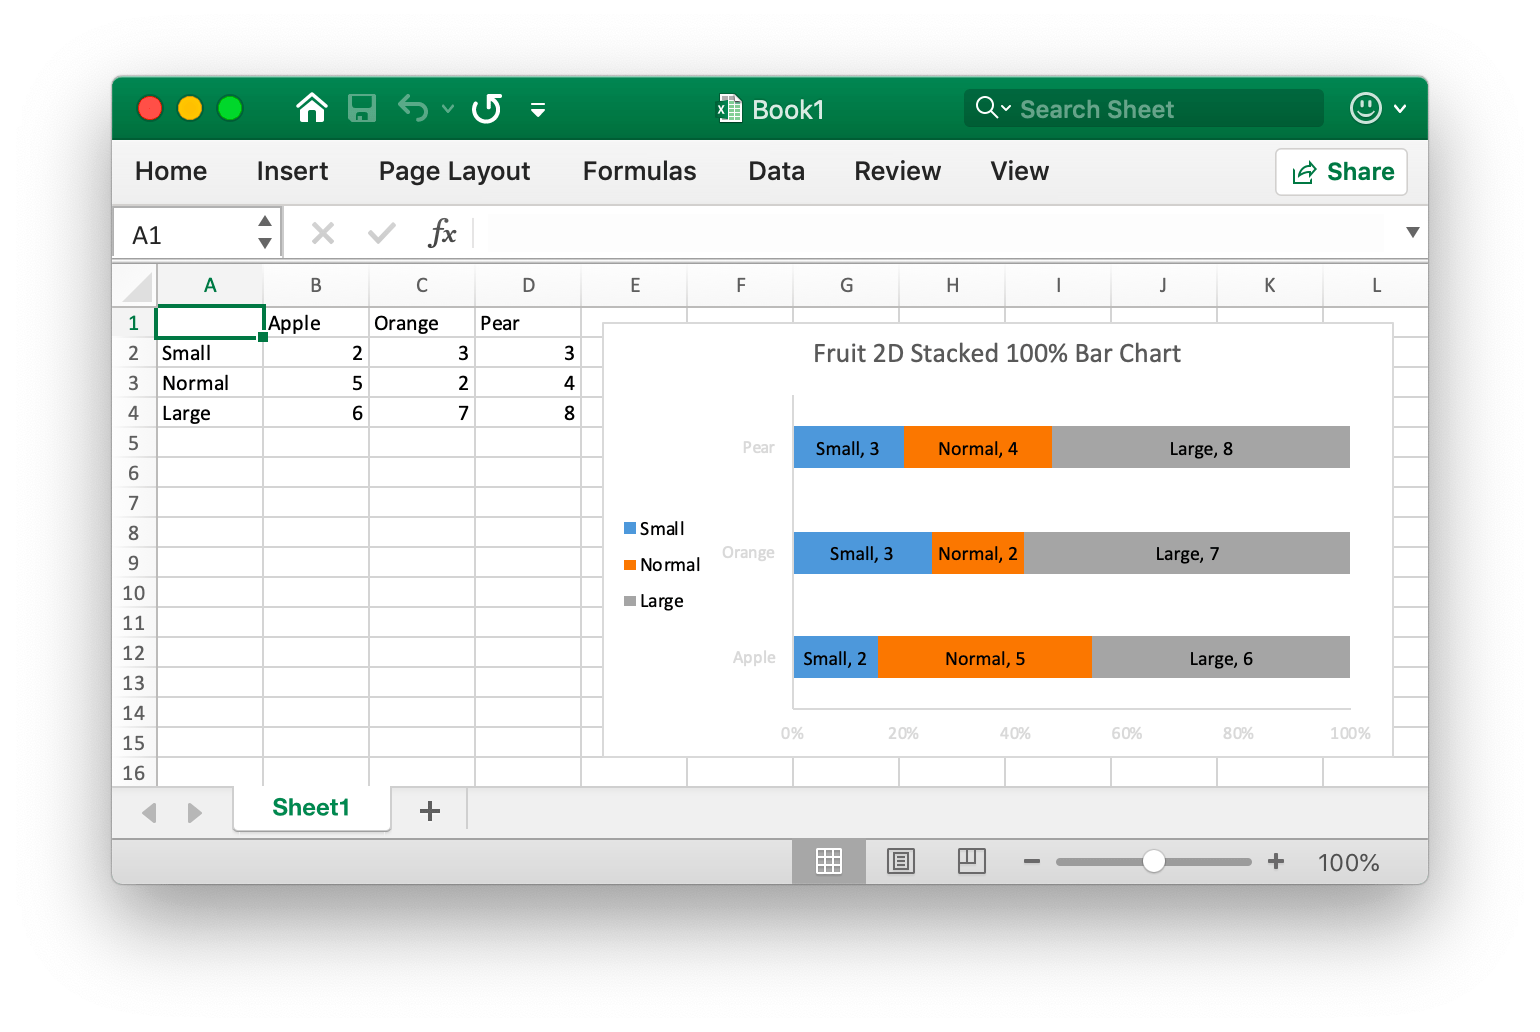 Book1
Search Sheet
Home Insert Page Layout Formulas Data Review View Share
A1 fx
A B C D E F G H I J K L
1 Apple Orange Pear
2 Small 2 3 3
3 Normal 5 2 4
4 Large 6 7 8
5
6
7
8
9
10
11
12
13
14
15
16
Fruit 2D Stacked 100% Bar Chart
Pear Small, 3 Normal, 4 Large, 8
Small
Normal
Large
Orange Small, 3 Normal, 2 Large, 7
Apple Small, 2 Normal, 5 Large, 6
0% 20% 40% 60% 80% 100%
Sheet1 +
100%